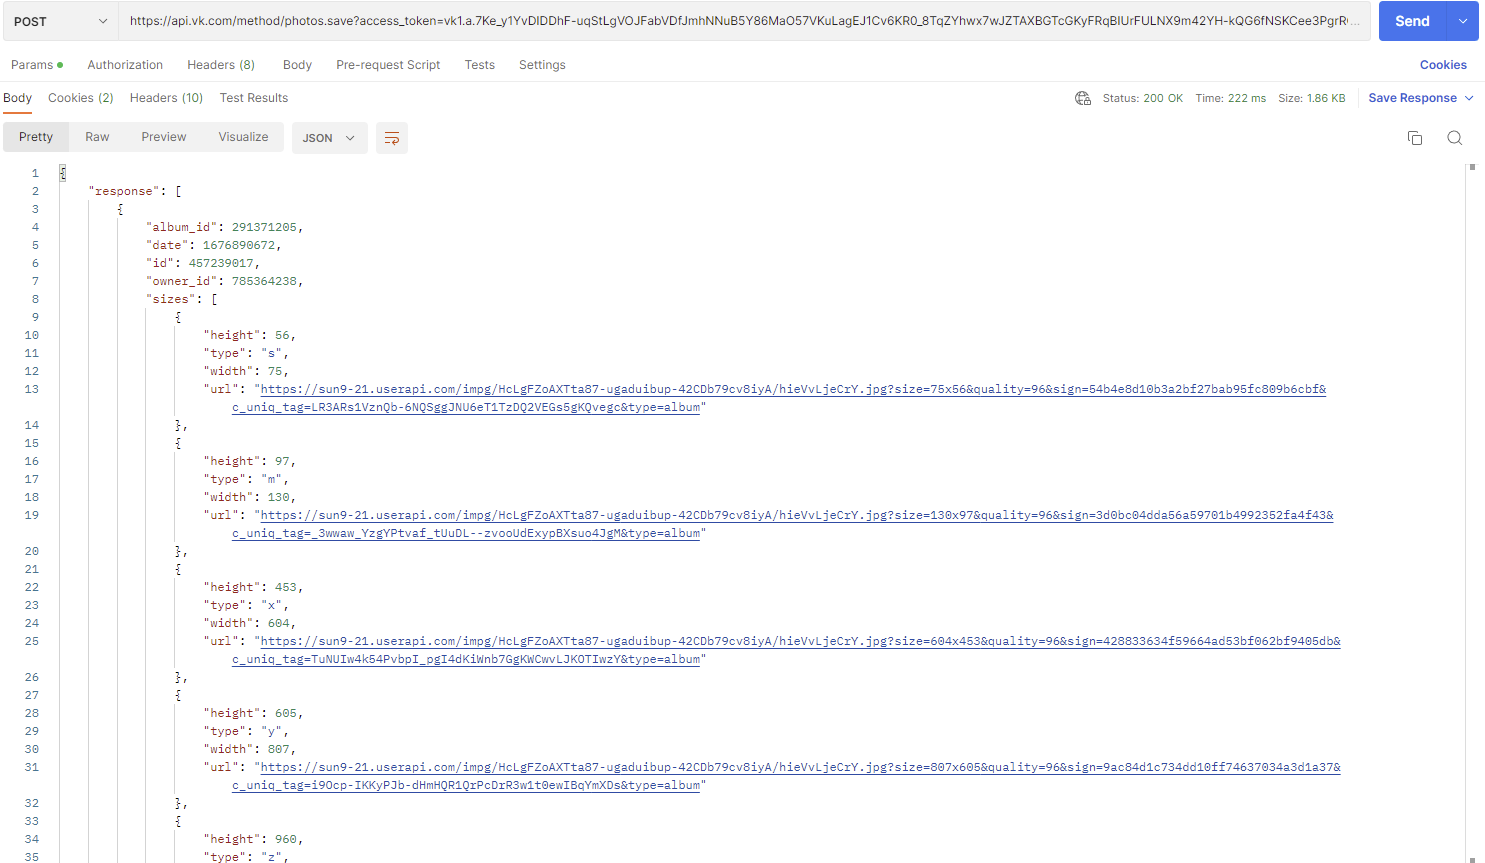 POST https://api.vk.com/method/photos.save?access_token=vk1.a.7Ke_y1YvDIDDhF-uqStLgVOJFabVDfJmhNNuB5Y86MaO57VKuLagEJ1Cv6KR0_8TqZYhwx7wJZTAXBGTcGKyFRqBIUrFULNX9m42YH-kQG6fNSKCee3PgrR... Send
Params Authorization Headers (8) Body Pre-request Script Tests Settings Cookies
Body Cookies (2) Headers (10) Test Results Status: 200 OK Time: 222 ms Size: 1.86 KB Save Response
Pretty Raw Preview Visualize JSON
1 {
2 "response": [
3 {
4 "album_id": 291371205,
5 "date": 1676890672,
6 "id": 457239017,
7 "owner_id": 785364238,
8 "sizes": [
9 {
10 "height": 56,
11 "type": "s",
12 "width": 75,
13 "url": "https://sun9-21.userapi.com/impg/HcLgFZoAXTta87-ugaduibup-42CDb79cv8iyA/hieVvLjeCrY.jpg?size=75x56&quality=96&sign=54b4e8d10b3a2bf27bab95fc809b6cbf&
c_uniq_tag=LR3ARs1VznQb-6NQSggJNU6eT1TzDQ2VEGs5gKQvegc&type=album"
14 },
15 {
16 "height": 97,
17 "type": "m",
18 "width": 130,
19 "url": "https://sun9-21.userapi.com/impg/HcLgFZoAXTta87-ugaduibup-42CDb79cv8iyA/hieVvLjeCrY.jpg?size=130x97&quality=96&sign=3d0bc04dda56a59701b4992352fa4f43&
c_uniq_tag=_3wwaw_YzgYPtvaf_tUuDL--zvooUdExypBXsuo4JgM&type=album"
20 },
21 {
22 "height": 453,
23 "type": "x",
24 "width": 604,
25 "url": "https://sun9-21.userapi.com/impg/HcLgFZoAXTta87-ugaduibup-42CDb79cv8iyA/hieVvLjeCrY.jpg?size=604x453&quality=96&sign=428833634f59664ad53bf062bf9405db&
c_uniq_tag=TuNUIw4k54PvbpI_pgI4dKiWnb7GgKWCwvLJKOTIwzY&type=album"
26 },
27 {
28 "height": 605,
29 "type": "y",
30 "width": 807,
31 "url": "https://sun9-21.userapi.com/impg/HcLgFZoAXTta87-ugaduibup-42CDb79cv8iyA/hieVvLjeCrY.jpg?size=807x605&quality=96&sign=9ac84d1c734dd10ff74637034a3d1a37&
c_uniq_tag=i9Ocp-IKKyPJb-dHmHQR1QrPcDrR3w1t0ewIBqYmXDs&type=album"
32 },
33 {
34 "height": 960,
35 "type": "z",